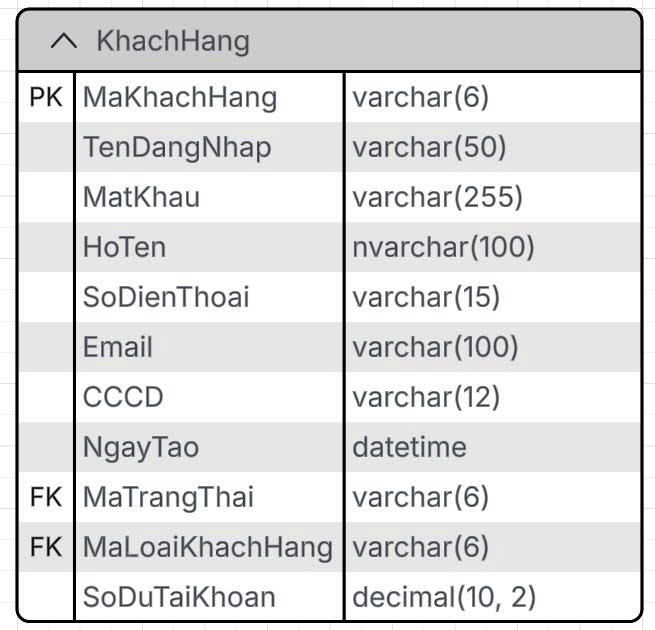 KhachHang
PK MaKhachHang varchar(6)
TenDangNhap varchar(50)
MatKhau varchar(255)
HoTen nvarchar(100)
SoDienThoai varchar(15)
Email varchar(100)
CCCD varchar(12)
NgayTao datetime
FK MaTrangThai varchar(6)
FK MaLoaiKhachHang varchar(6)
SoDuTaiKhoan decimal(10, 2)